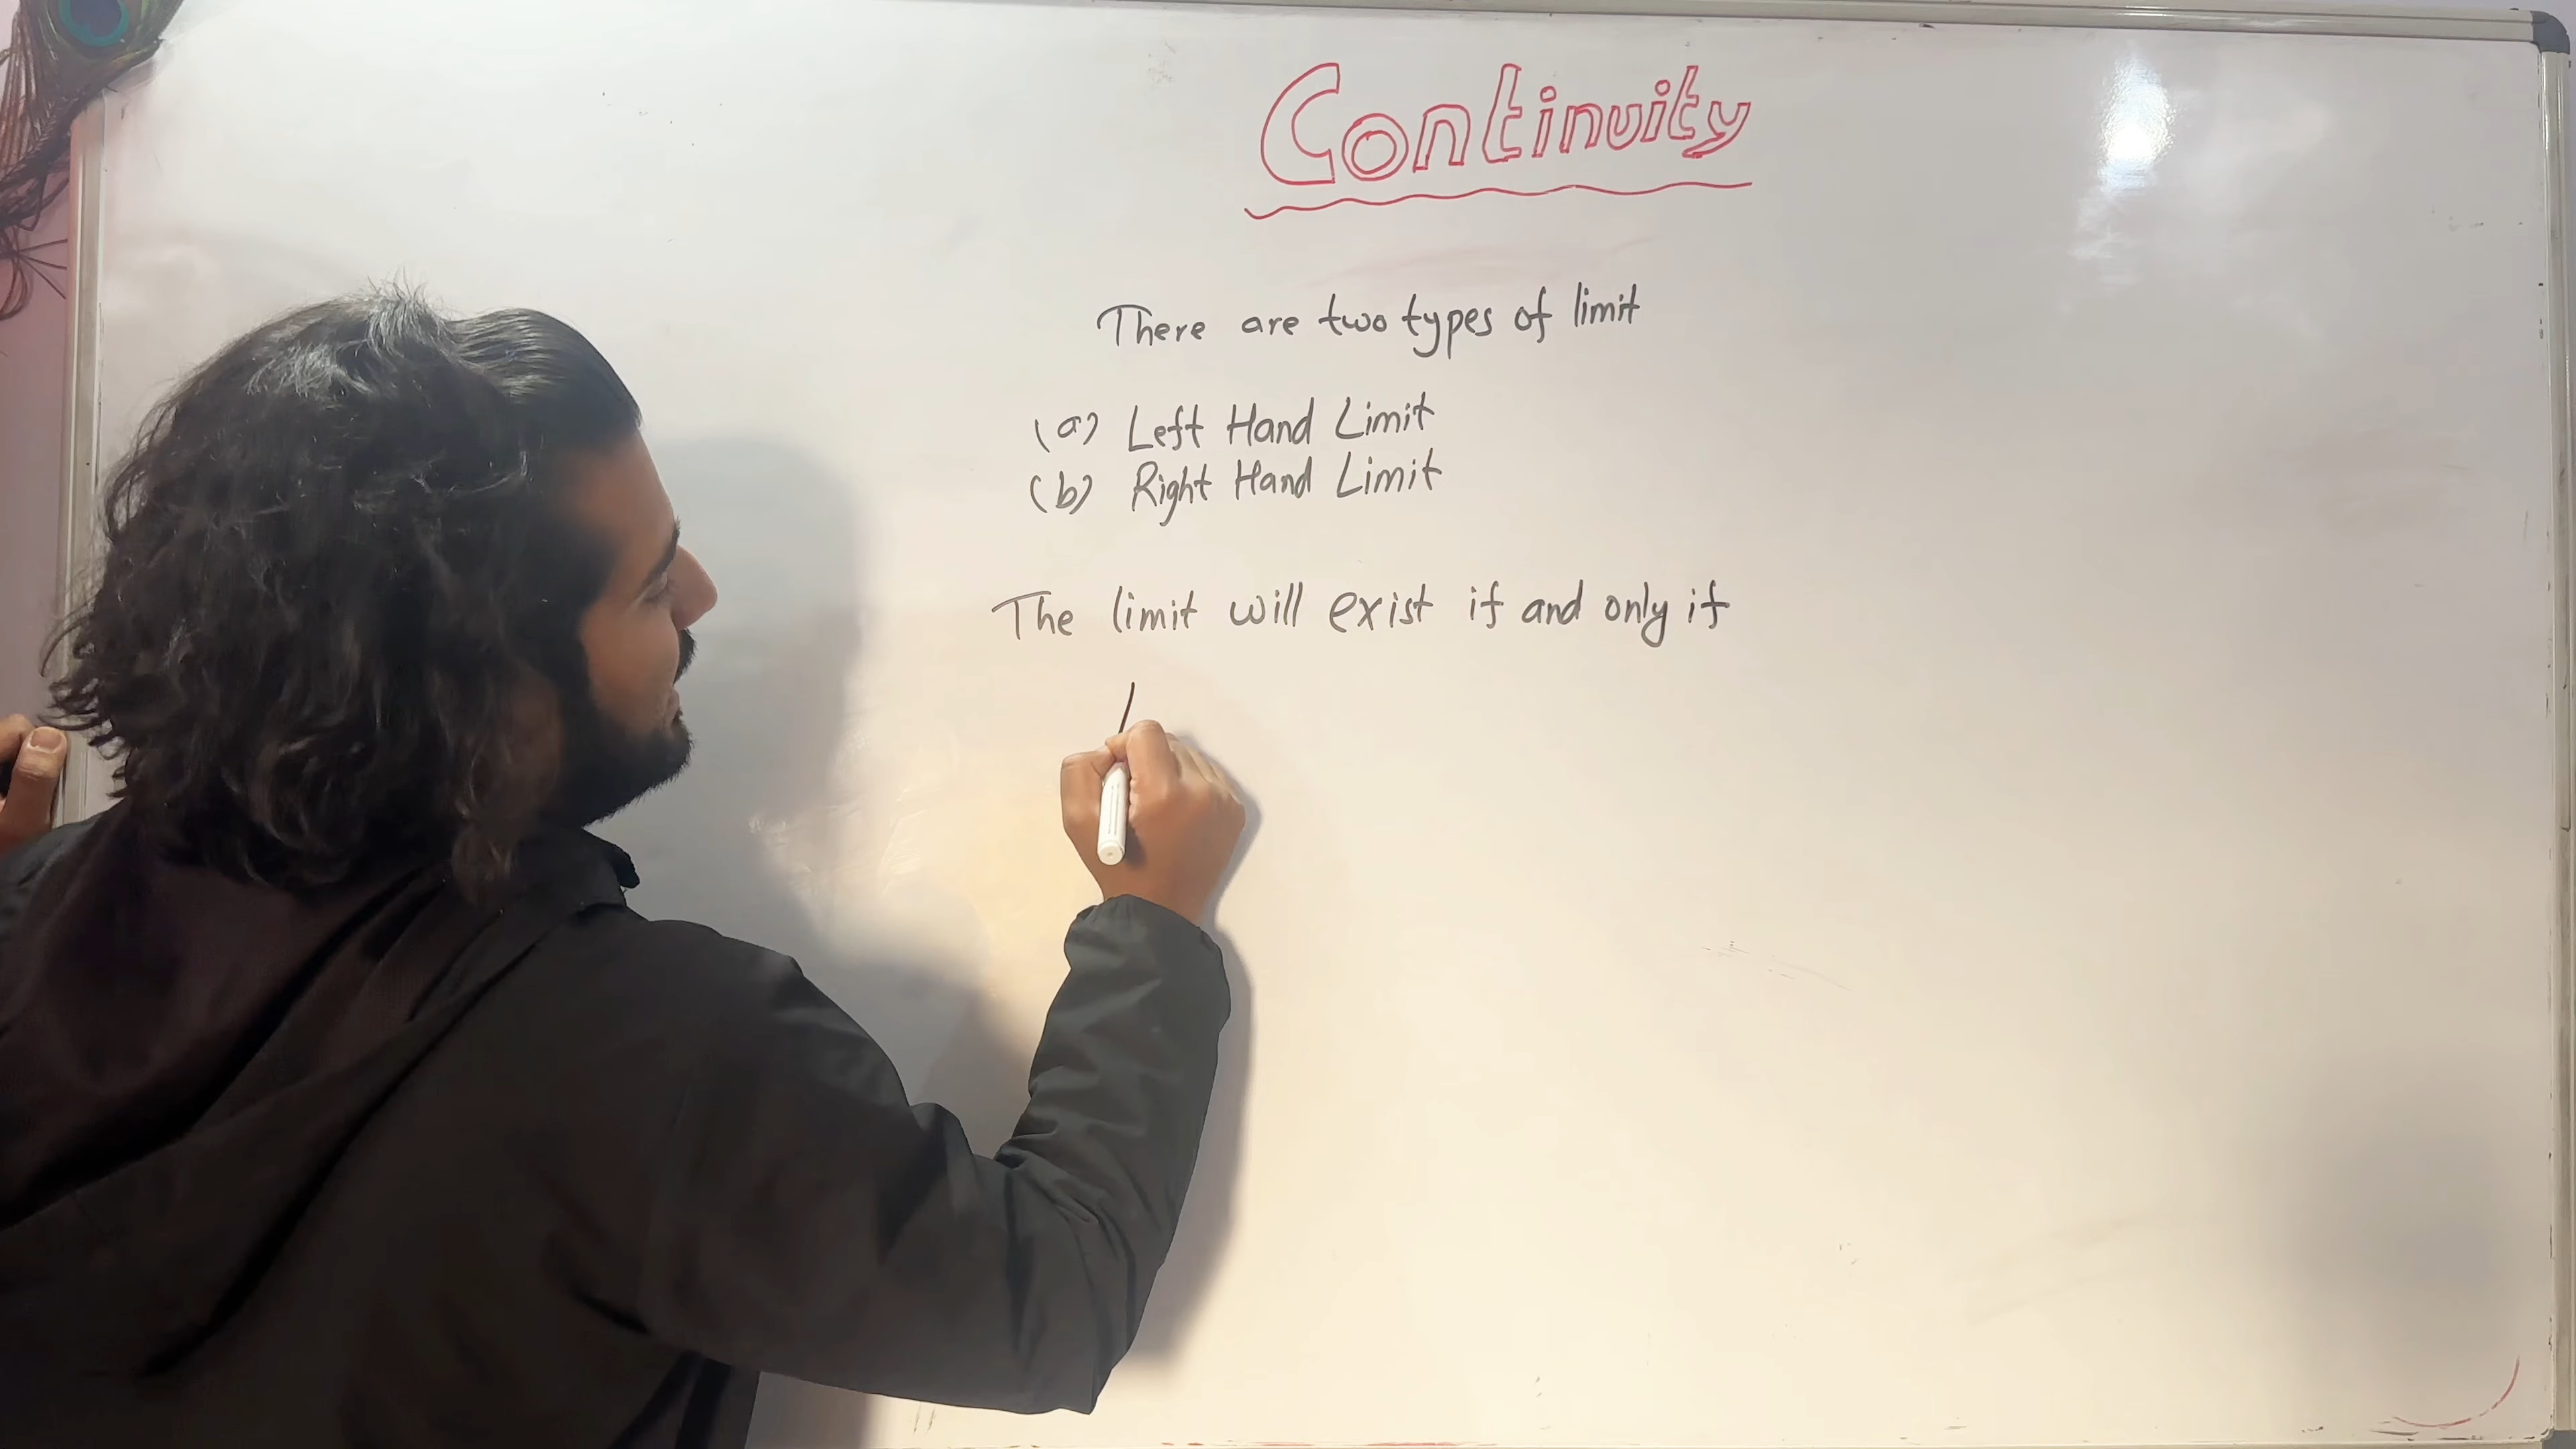 Continuity
There are two types of limit
(a) Left Hand Limit
(b) Right Hand Limit
The limit will exist if and only if